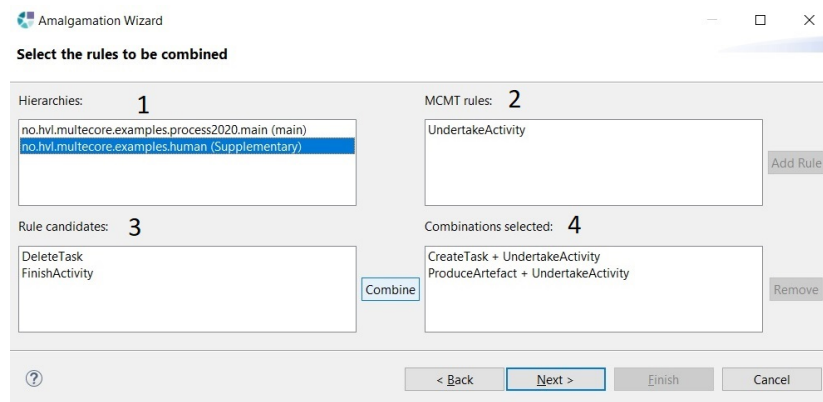 Amalgamation Wizard
Select the rules to be combined
Hierarchies: 1
MCMT rules: 2
no.hvl.multecore.examples.process2020.main (main)
no.hvl.multecore.examples.human (Supplementary)
UndertakeActivity
Add Rule
Rule candidates: 3
Combinations selected: 4
DeleteTask
FinishActivity
Combine
CreateTask + UndertakeActivity
ProduceArtefact + UndertakeActivity
Remove
?
< Back
Next >
Finish
Cancel